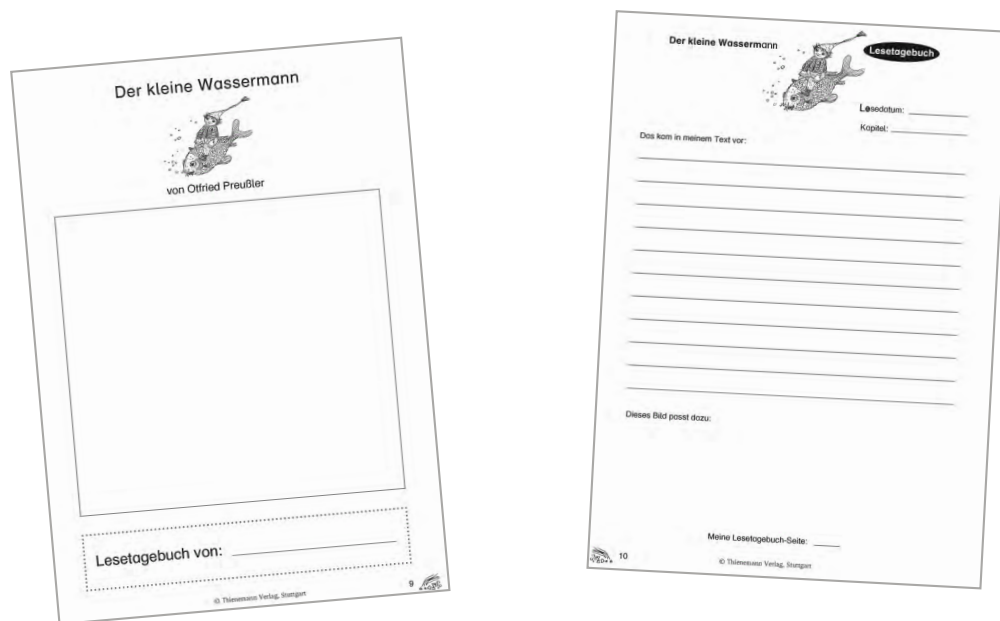 Der kleine Wassermann
von Otfried Preußler
Lesetagebuch von:
9
© Thienemann Verlag, Stuttgart
Der kleine Wassermann
Lesetagebuch
Lesedatum:
Kapitel:
Das kam in meinem Text vor:
Dieses Bild passt dazu:
Meine Lesetagebuch-Seite:
10
© Thienemann Verlag, Stuttgart